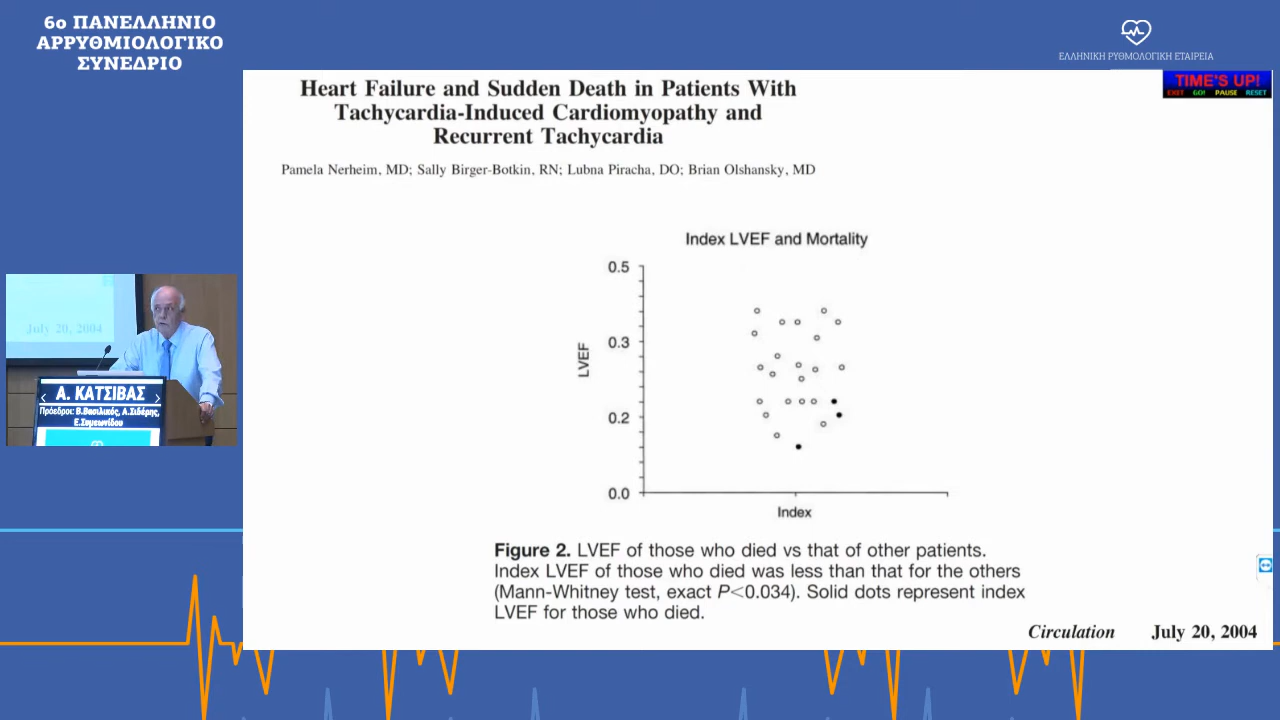 6ο ΠΑΝΕΛΛΗΝΙΟ
ΑΡΡΥΘΜΙΟΛΟΓΙΚΟ
ΣΥΝΕΔΡΙΟ
ΕΛΛΗΝΙΚΗ ΡΥΘΜΟΛΟΓΙΚΗ ΕΤΑΙΡΕΙΑ
TIME'S UP!
EXIT GO! PAUSE RESET
Heart Failure and Sudden Death in Patients With
Tachycardia-Induced Cardiomyopathy and
Recurrent Tachycardia
Pamela Nerheim, MD; Sally Birger-Botkin, RN; Lubna Piracha, DO; Brian Olshansky, MD
Index LVEF and Mortality
0.5
0.3
LVEF
0.2
0.0
Index
Figure 2. LVEF of those who died vs that of other patients.
Index LVEF of those who died was less than that for the others
(Mann-Whitney test, exact P<0.034). Solid dots represent index
LVEF for those who died.
Circulation July 20, 2004
July 20, 2004
Α. ΚΑΤΣΙΒΑΣ
Πρόεδροι: Β.Βασιλικός, Α.Σιδέρης,
Ε.Συμεωνίδου